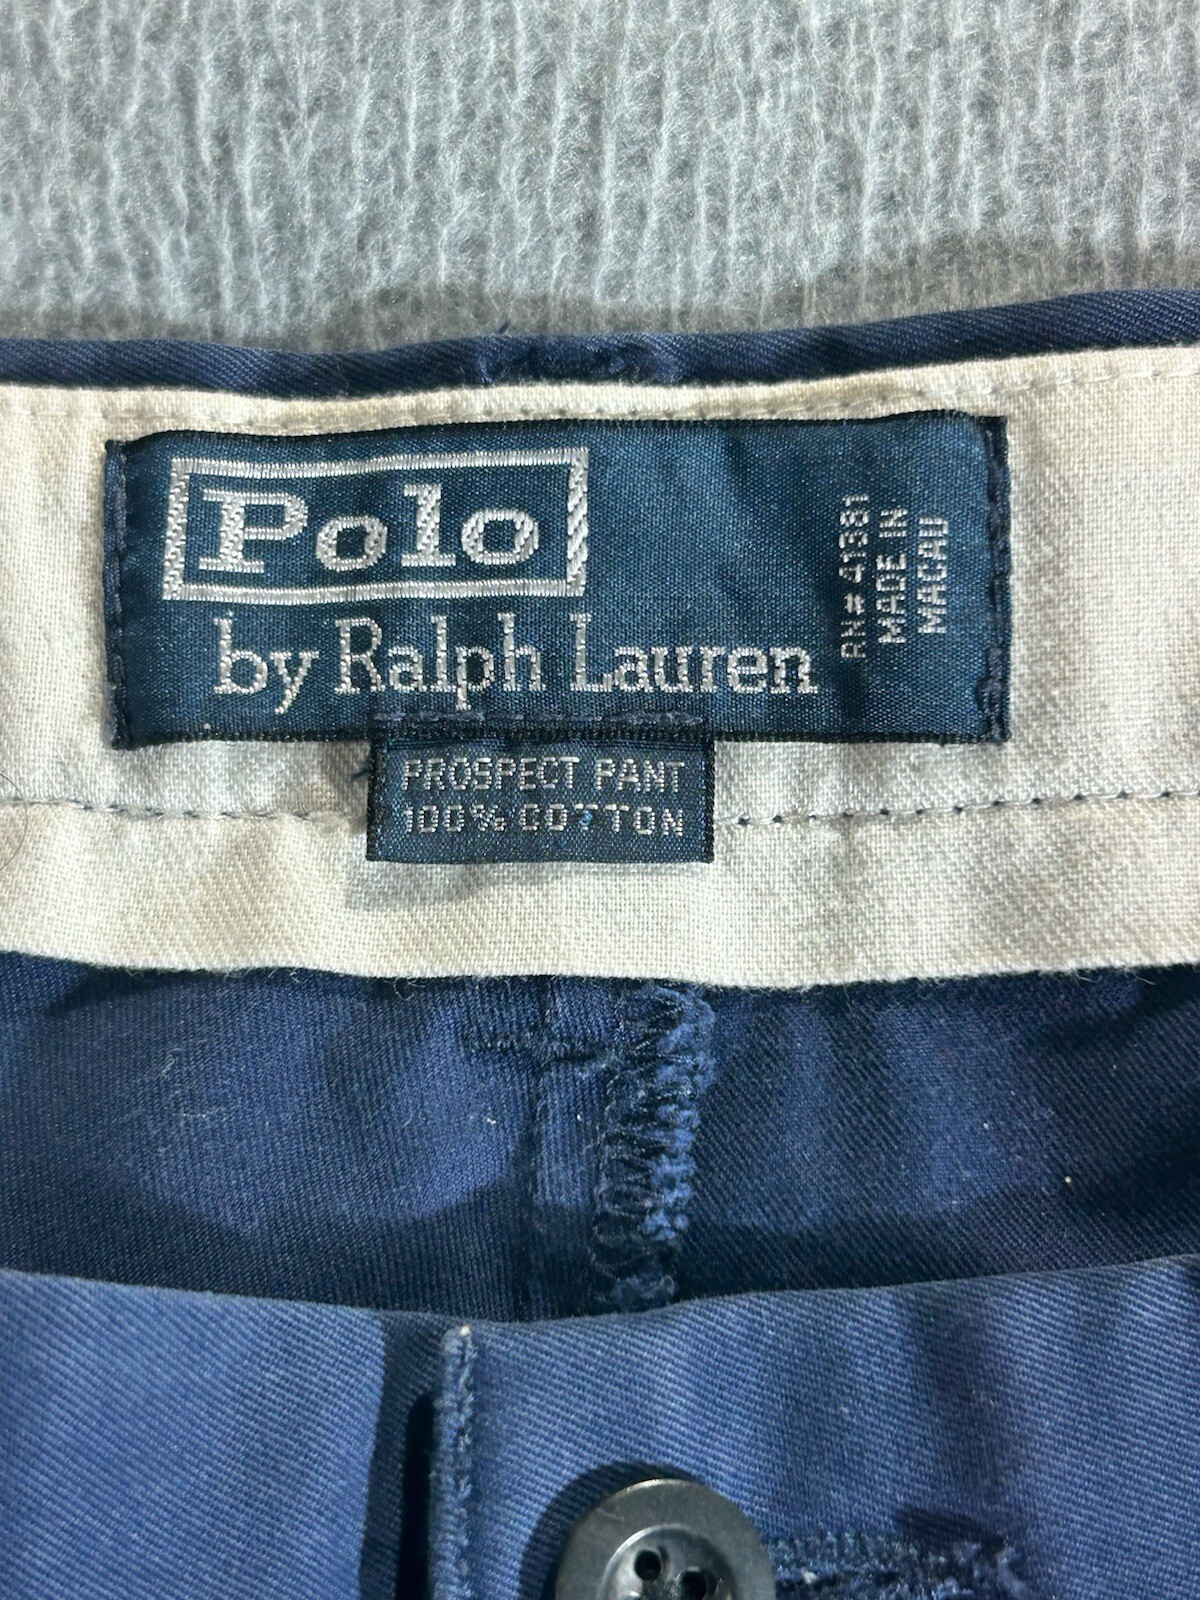 Polo
by Ralph Lauren
RN# 41381
MADE IN
MACAU
PROSPECT PANT
100% COTTON